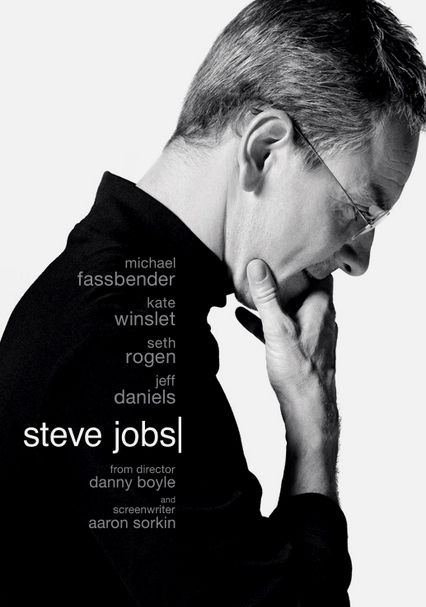 michael
fassbender
kate
winslet
seth
rogen
jeff
daniels
steve jobs|
from director
danny boyle
and
screenwriter
aaron sorkin